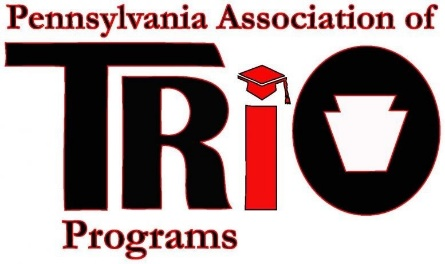 Pennsylvania Association of
TRiO
Programs